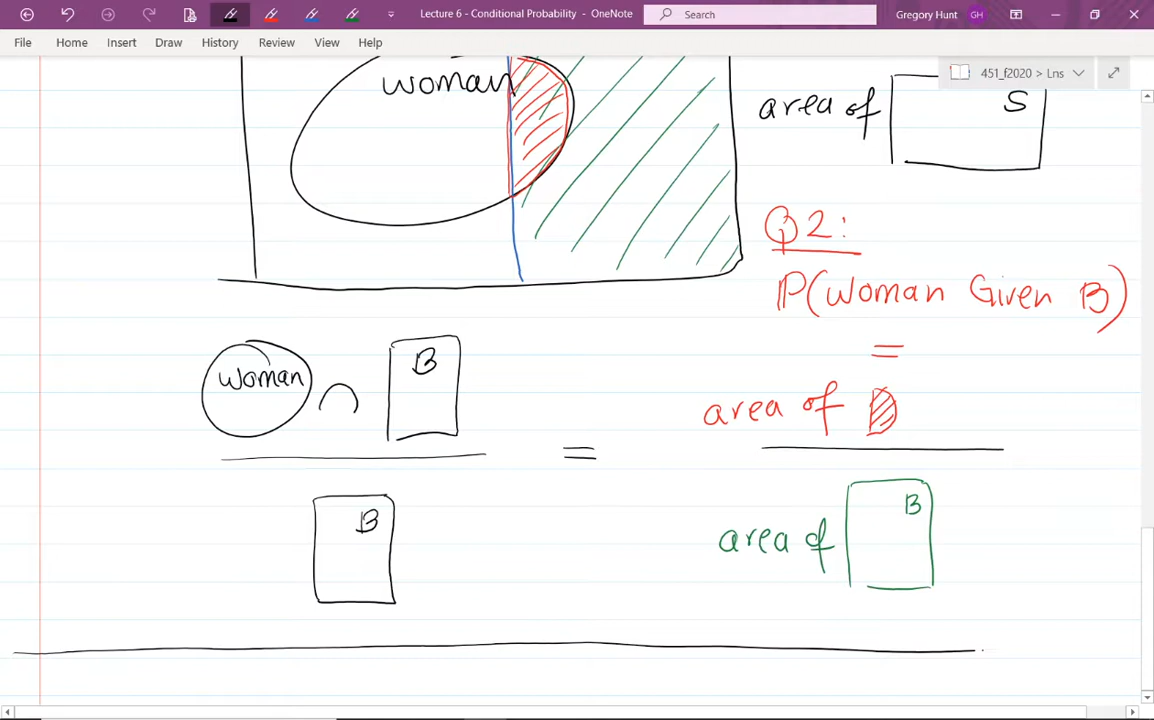 Lecture 6 - Conditional Probability - OneNote
Search
Gregory Hunt
GH
File Home Insert Draw History Review View Help
451_f2020 > Lns
woman
area of
S
Q2:
P(Woman Given B)
=
area of
woman ∩ B
=
B
area of B